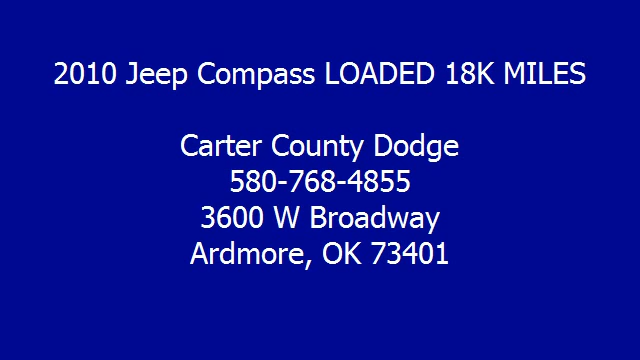 2010 Jeep Compass LOADED 18K MILES
Carter County Dodge
580-768-4855
3600 W Broadway
Ardmore, OK 73401